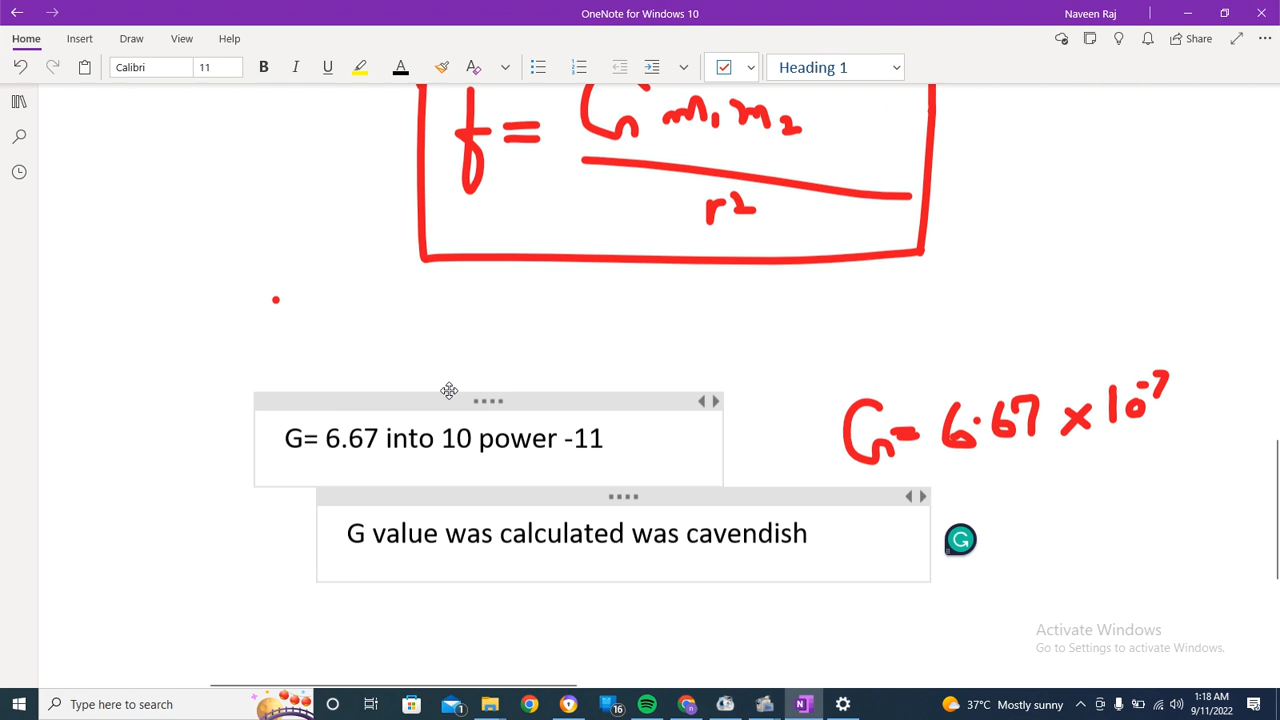 OneNote for Windows 10
Naveen Raj
Home Insert Draw View Help
Share
Calibri 11 B I U A Heading 1
f = G m1 m2
r2
G= 6.67 into 10 power -11
G = 6.67 × 10-7
G value was calculated was cavendish
Activate Windows
Go to Settings to activate Windows.
Type here to search
1
16
37°C Mostly sunny
1:18 AM
9/11/2022